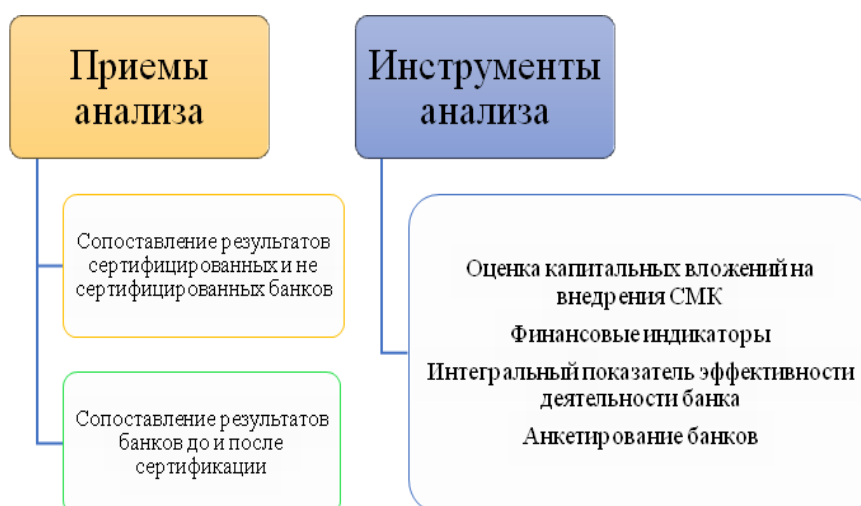 Приемы
анализа
Сопоставление результатов
сертифицированных и не
сертифицированных банков
Сопоставление результатов
банков до и после
сертификации
Инструменты
анализа
Оценка капитальных вложений на
внедрения СМК
Финансовые индикаторы
Интегральный показатель эффективности
деятельности банка
Анкетирование банков